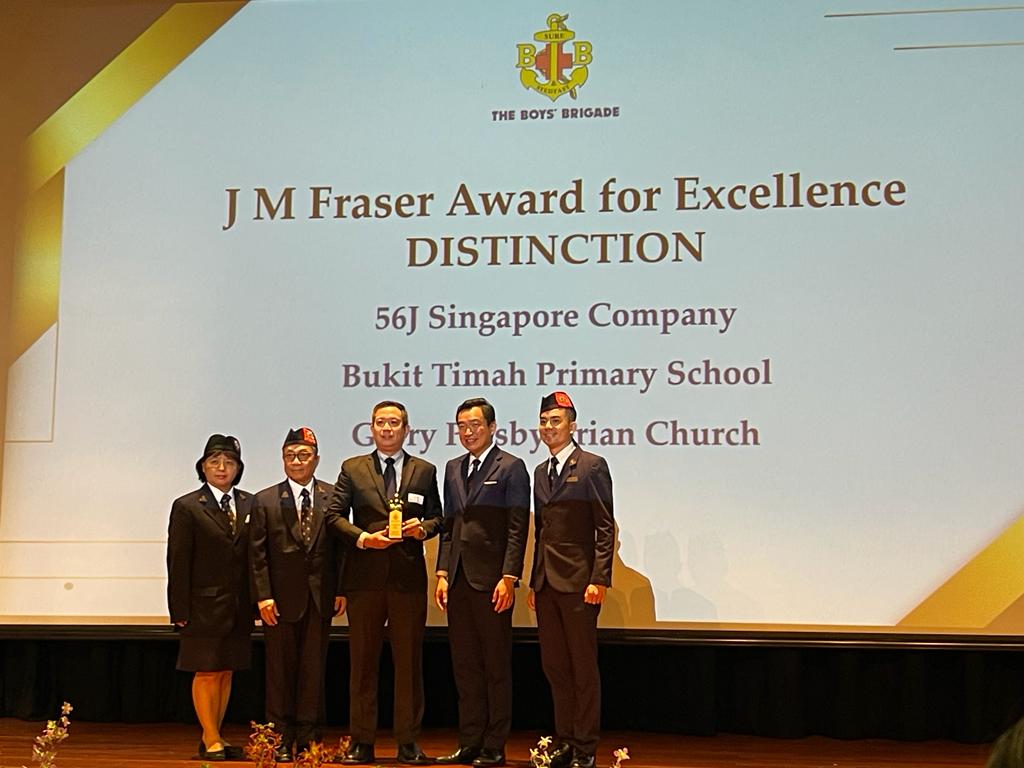 SURE
B B
& STEDFAST
THE BOYS' BRIGADE
J M Fraser Award for Excellence
DISTINCTION
56J Singapore Company
Bukit Timah Primary School
Church